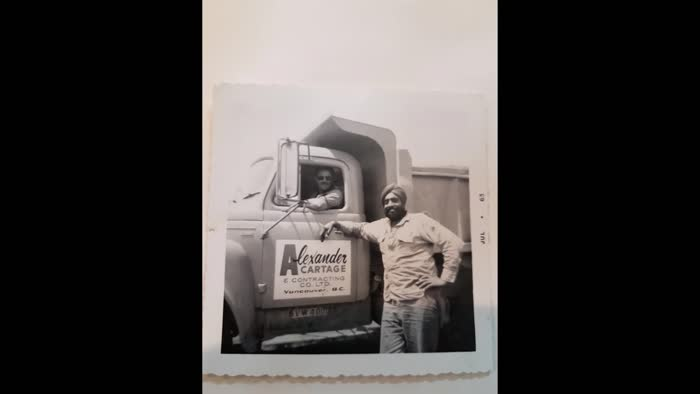 Alexander
CARTAGE
& CONTRACTING
CO. LTD.
VANCOUVER, B.C.
JUL • 63